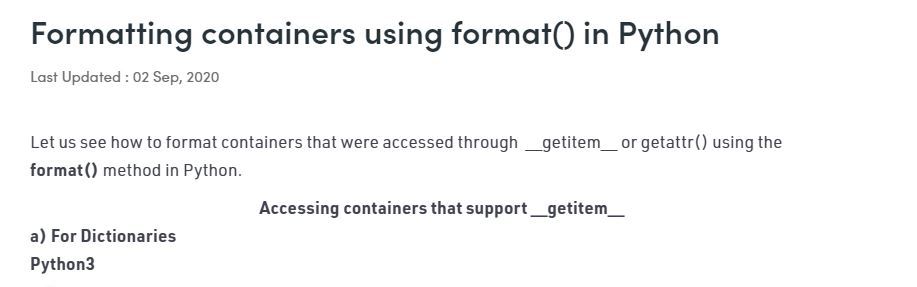 Formatting containers using format() in Python
Last Updated : 02 Sep, 2020
Let us see how to format containers that were accessed through __getitem__ or getattr() using the
format() method in Python.
Accessing containers that support __getitem__
a) For Dictionaries
Python3